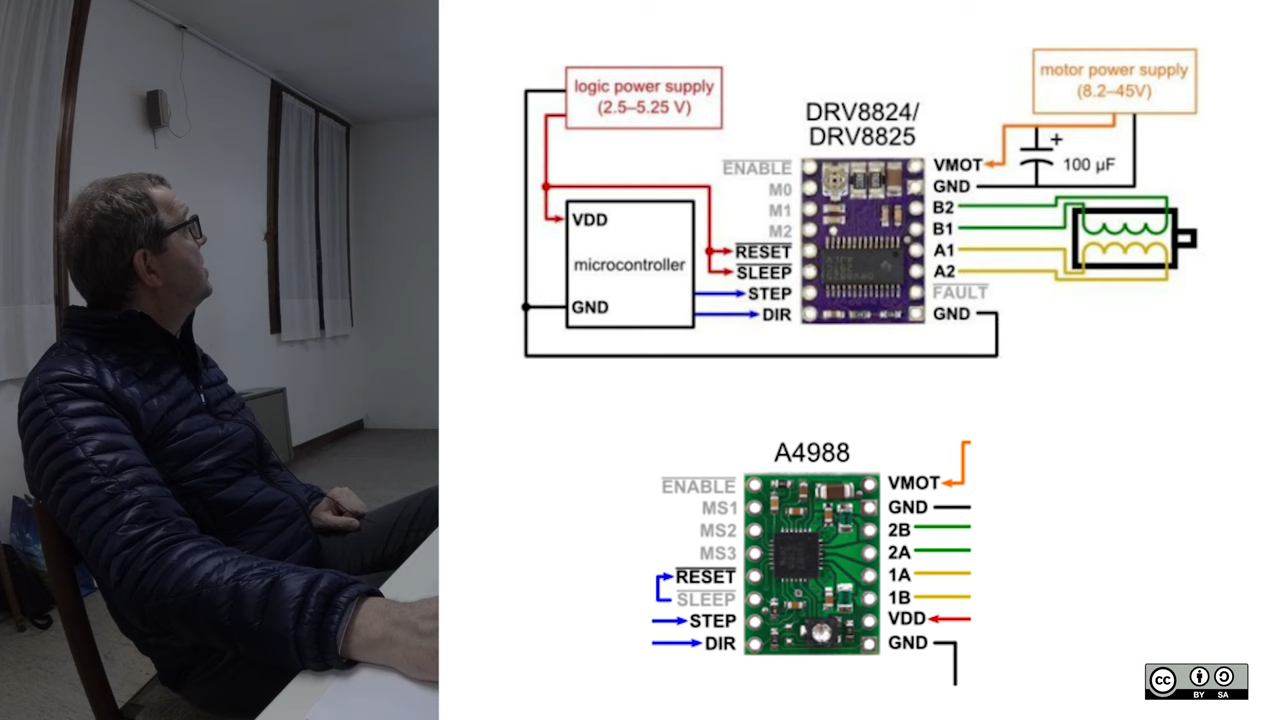 logic power supply
(2.5–5.25 V)
motor power supply
(8.2–45V)
DRV8824/
DRV8825
ENABLE
M0
M1
M2
RESET
SLEEP
STEP
DIR
VMOT
GND
B2
B1
A1
A2
FAULT
GND
+
100 µF
VDD
microcontroller
GND
A4988
ENABLE
MS1
MS2
MS3
RESET
SLEEP
STEP
DIR
VMOT
GND
2B
2A
1A
1B
VDD
GND
cc
BY SA